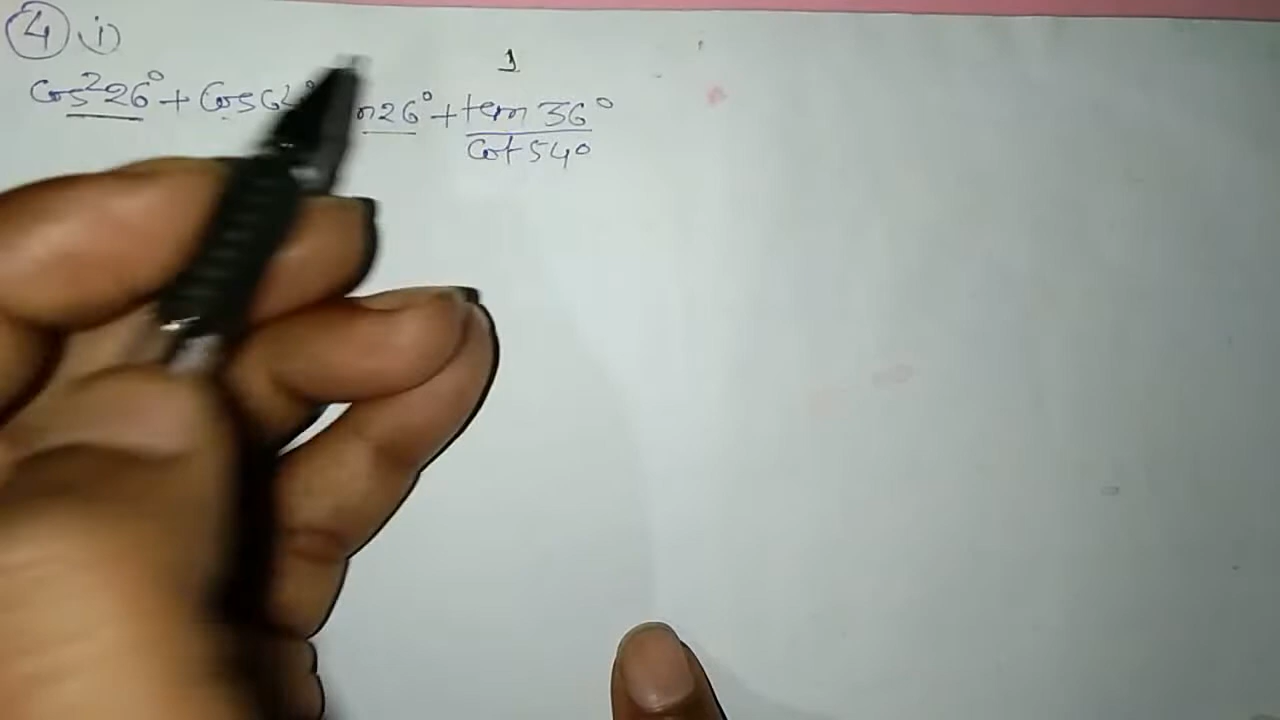 4 i)
1
cos²26° + cos64° n26° + tan 36°
cot 54°